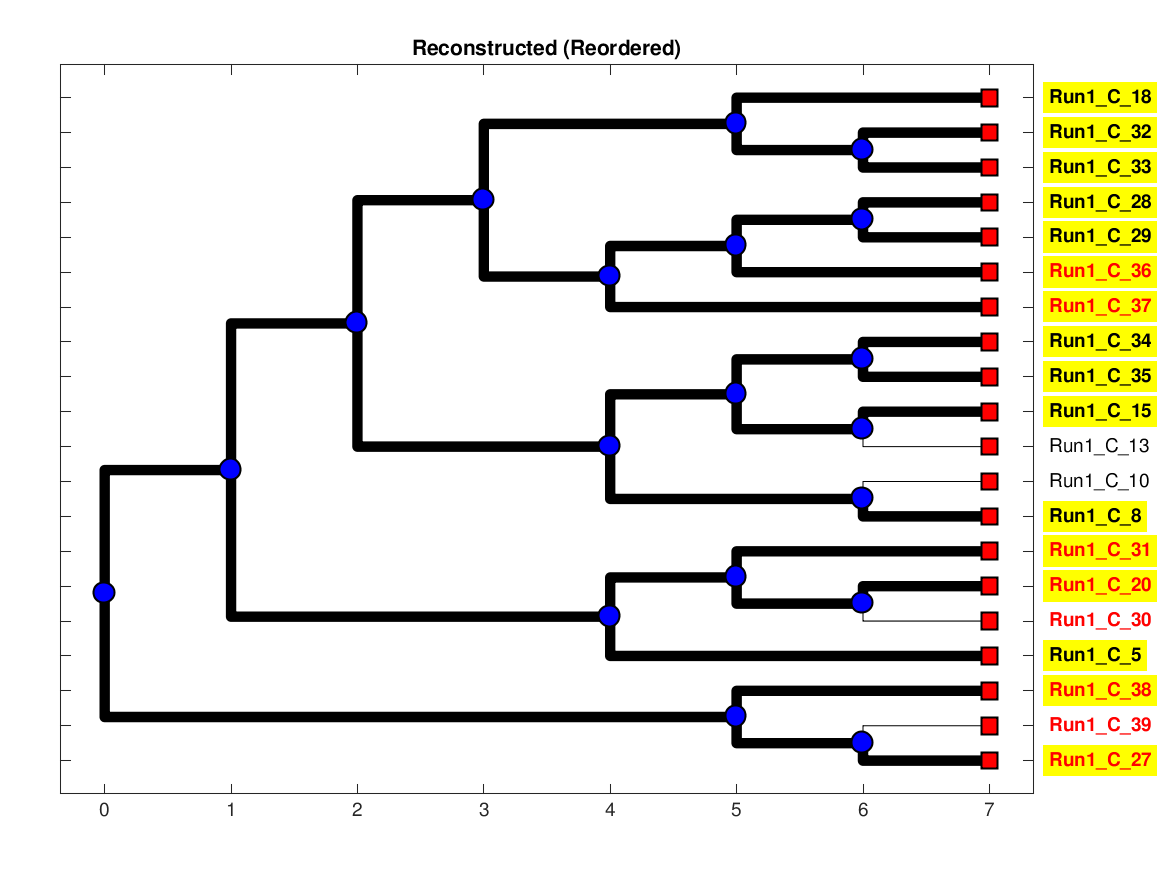 Reconstructed (Reordered)
Run1_C_18
Run1_C_32
Run1_C_33
Run1_C_28
Run1_C_29
Run1_C_36
Run1_C_37
Run1_C_34
Run1_C_35
Run1_C_15
Run1_C_13
Run1_C_10
Run1_C_8
Run1_C_31
Run1_C_20
Run1_C_30
Run1_C_5
Run1_C_38
Run1_C_39
Run1_C_27
0 1 2 3 4 5 6 7